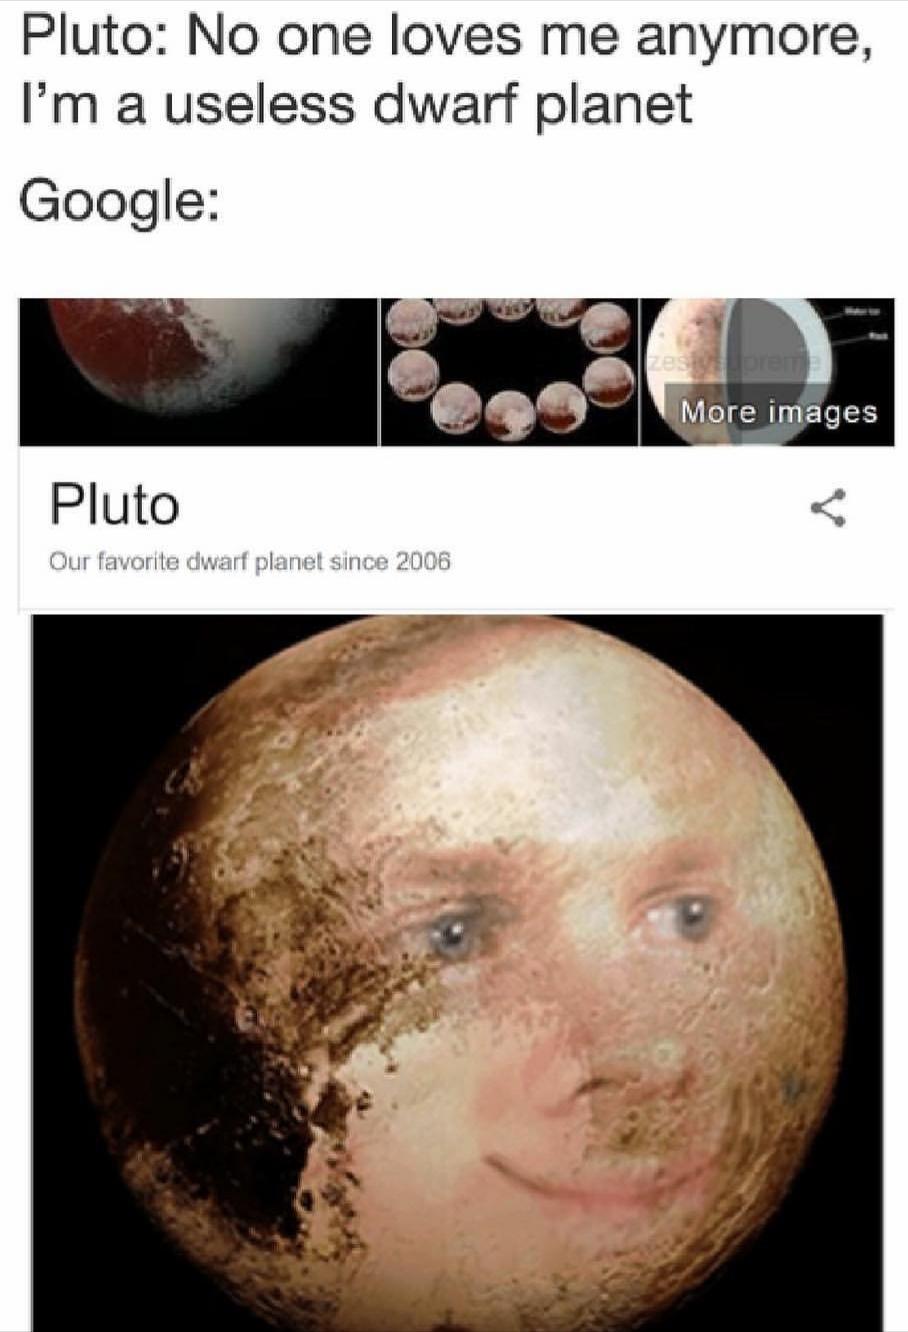 Pluto: No one loves me anymore,
I'm a useless dwarf planet
Google:
More images
Pluto
Our favorite dwarf planet since 2006